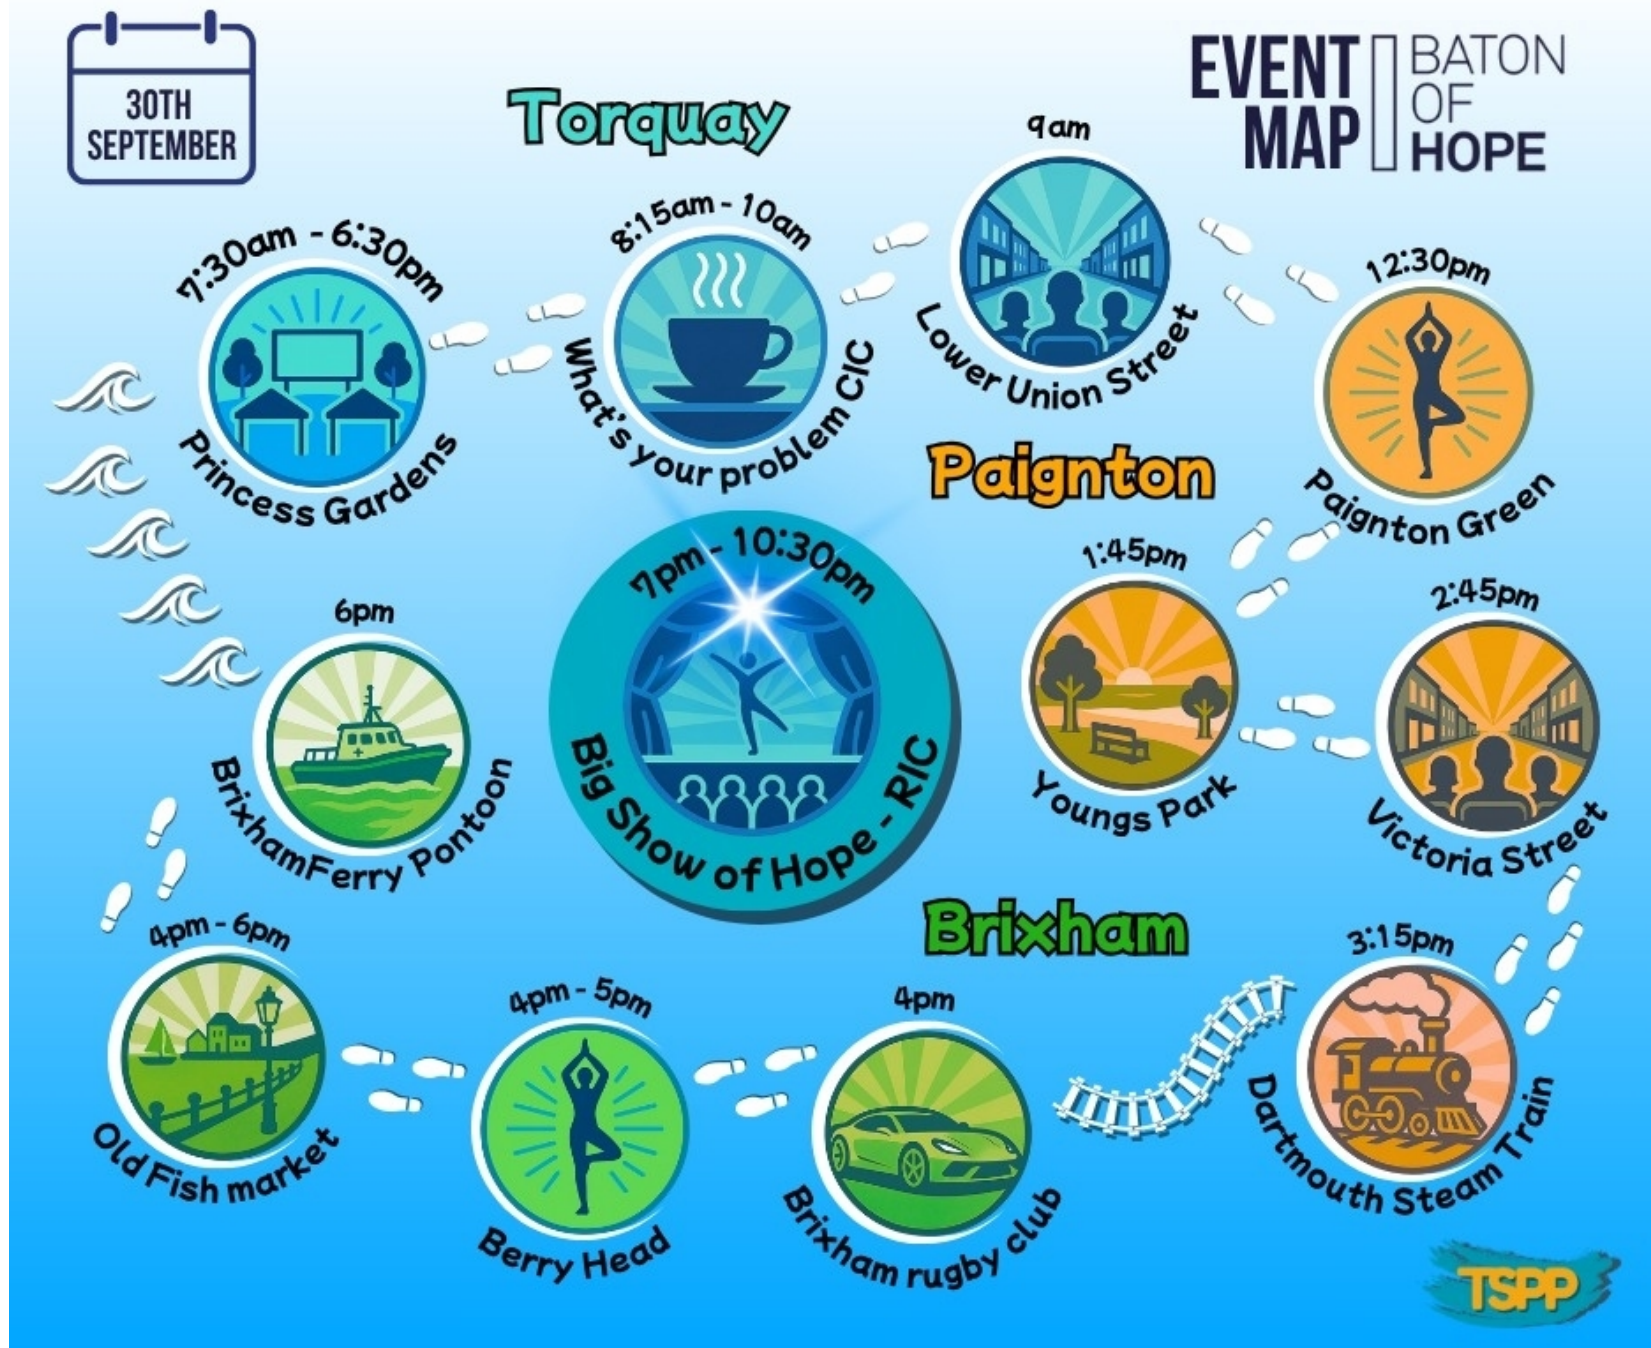 30TH
SEPTEMBER
EVENT
MAP
BATON
OF
HOPE
Torquay
7:30am - 6:30pm
Princess Gardens
8:15am - 10am
What's your problem CIC
9am
Lower Union Street
Paignton
12:30pm
Paignton Green
1:45pm
Youngs Park
2:45pm
Victoria Street
7pm - 10:30pm
Big Show of Hope - RIC
6pm
BrixhamFerry Pontoon
Brixham
3:15pm
Dartmouth Steam Train
4pm
Brixham rugby club
4pm - 5pm
Berry Head
4pm - 6pm
Old Fish market
TSPP